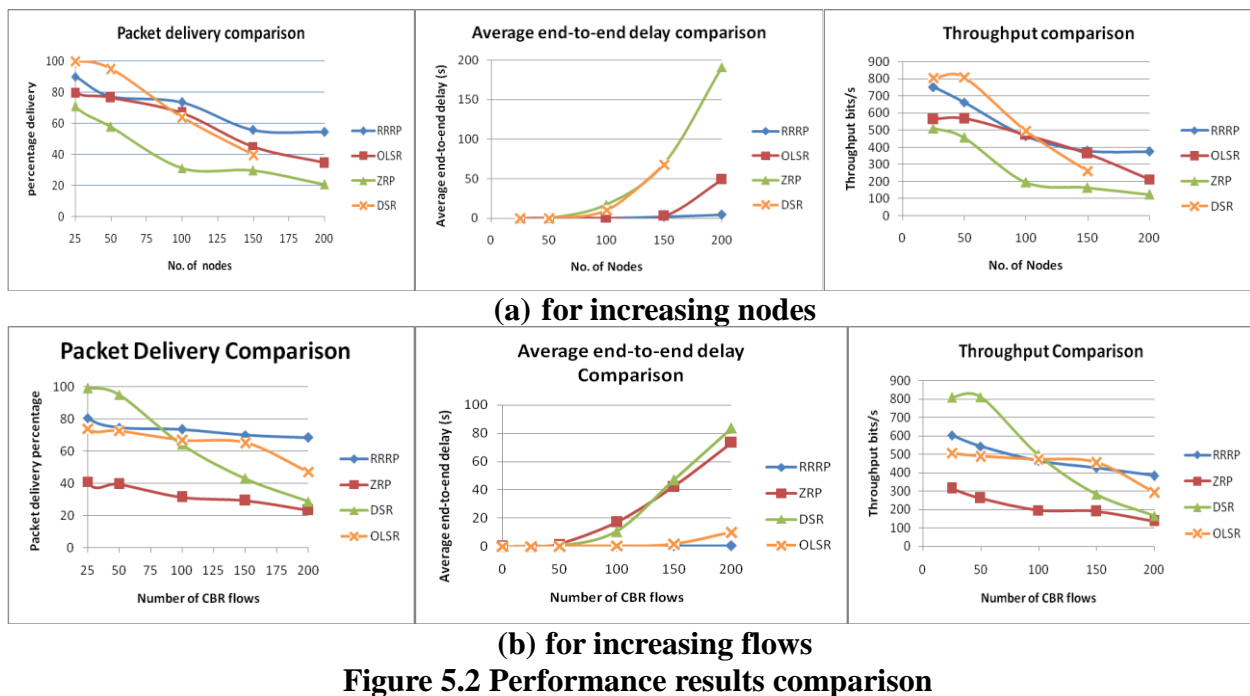 Packet delivery comparison
percentage delivery
100
80
60
40
20
0
25 50 75 100 125 150 175 200
No. of nodes
RRRP
OLSR
ZRP
DSR
Average end-to-end delay comparison
Average end-to-end delay (s)
200
150
100
50
0
0 50 100 150 200
No. of Nodes
RRRP
OLSR
ZRP
DSR
Throughput comparison
Throughput bits/s
900
800
700
600
500
400
300
200
100
0
0 50 100 150 200
No. of Nodes
RRRP
OLSR
ZRP
DSR
(a) for increasing nodes
Packet Delivery Comparison
Packet delivery percentage
100
80
60
40
20
0
25 50 75 100 125 150 175 200
Number of CBR flows
RRRP
ZRP
DSR
OLSR
Average end-to-end delay
Comparison
Average end-to-end delay (s)
100
80
60
40
20
0
0 50 100 150 200
Number of CBR flows
RRRP
ZRP
DSR
OLSR
Throughput Comparison
Throughput bits/s
900
800
700
600
500
400
300
200
100
0
0 50 100 150 200
Number of CBR flows
RRRP
ZRP
DSR
OLSR
(b) for increasing flows
Figure 5.2 Performance results comparison